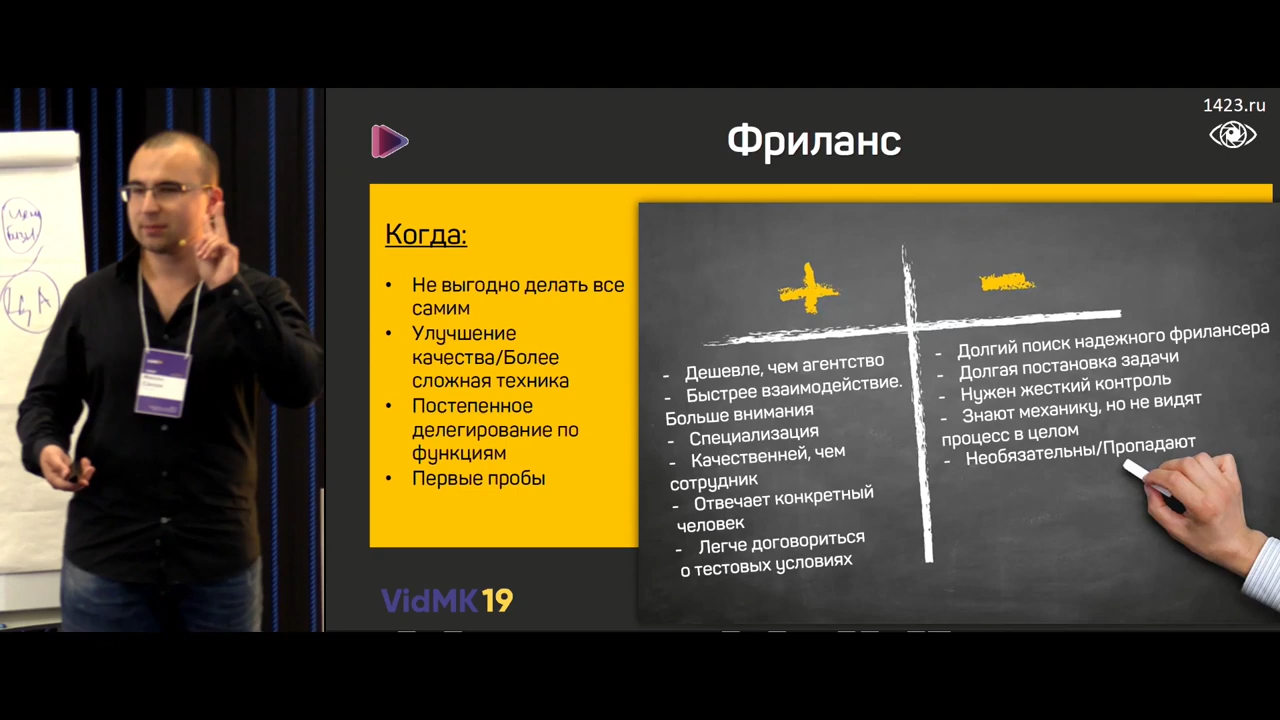 1423.ru
Фриланс
Когда:
• Не выгодно делать все
самим
• Улучшение
качества/Более
сложная техника
• Постепенное
делегирование по
функциям
• Первые пробы
+
-
- Дешевле, чем агентство
- Быстрее взаимодействие.
Больше внимания
- Специализация
- Качественней, чем
сотрудник
- Отвечает конкретный
человек
- Легче договориться
о тестовых условиях
- Долгий поиск надежного фрилансера
- Долгая постановка задачи
- Нужен жесткий контроль
- Знают механику, но не видят
процесс в целом
- Необязательны/Пропадают
VidMK19